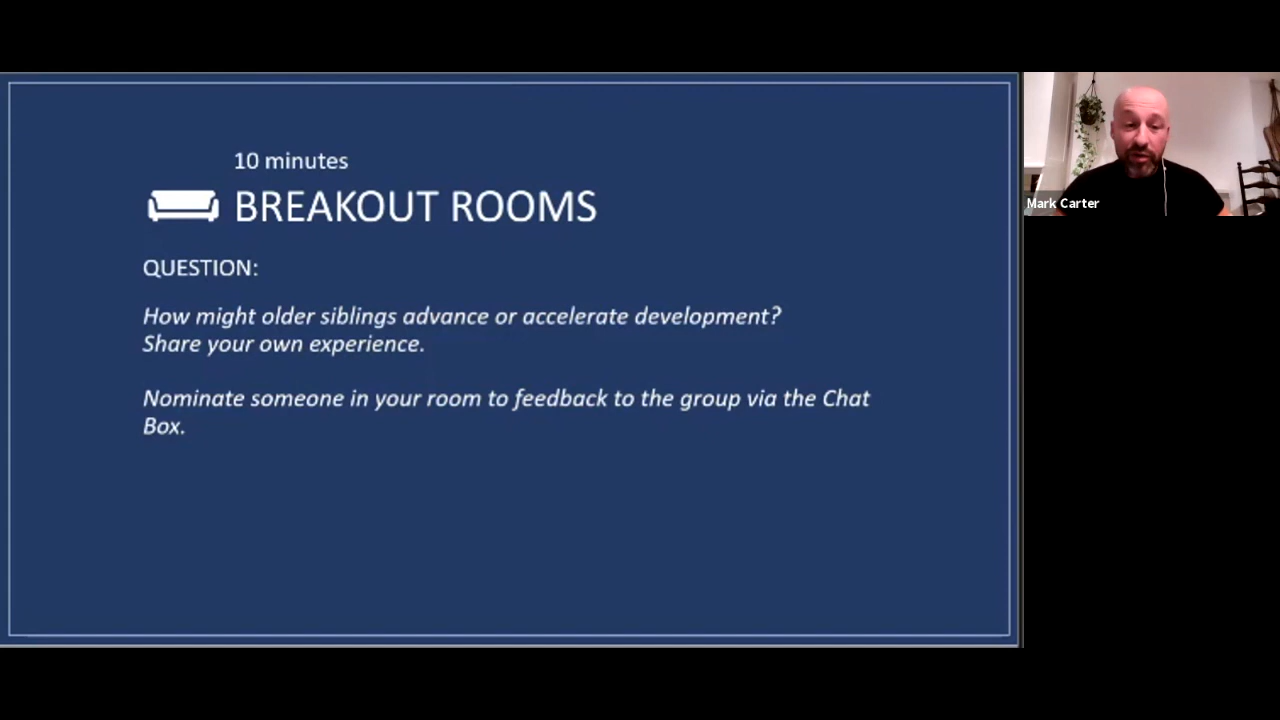 10 minutes
BREAKOUT ROOMS
QUESTION:
How might older siblings advance or accelerate development?
Share your own experience.
Nominate someone in your room to feedback to the group via the Chat
Box.
Mark Carter